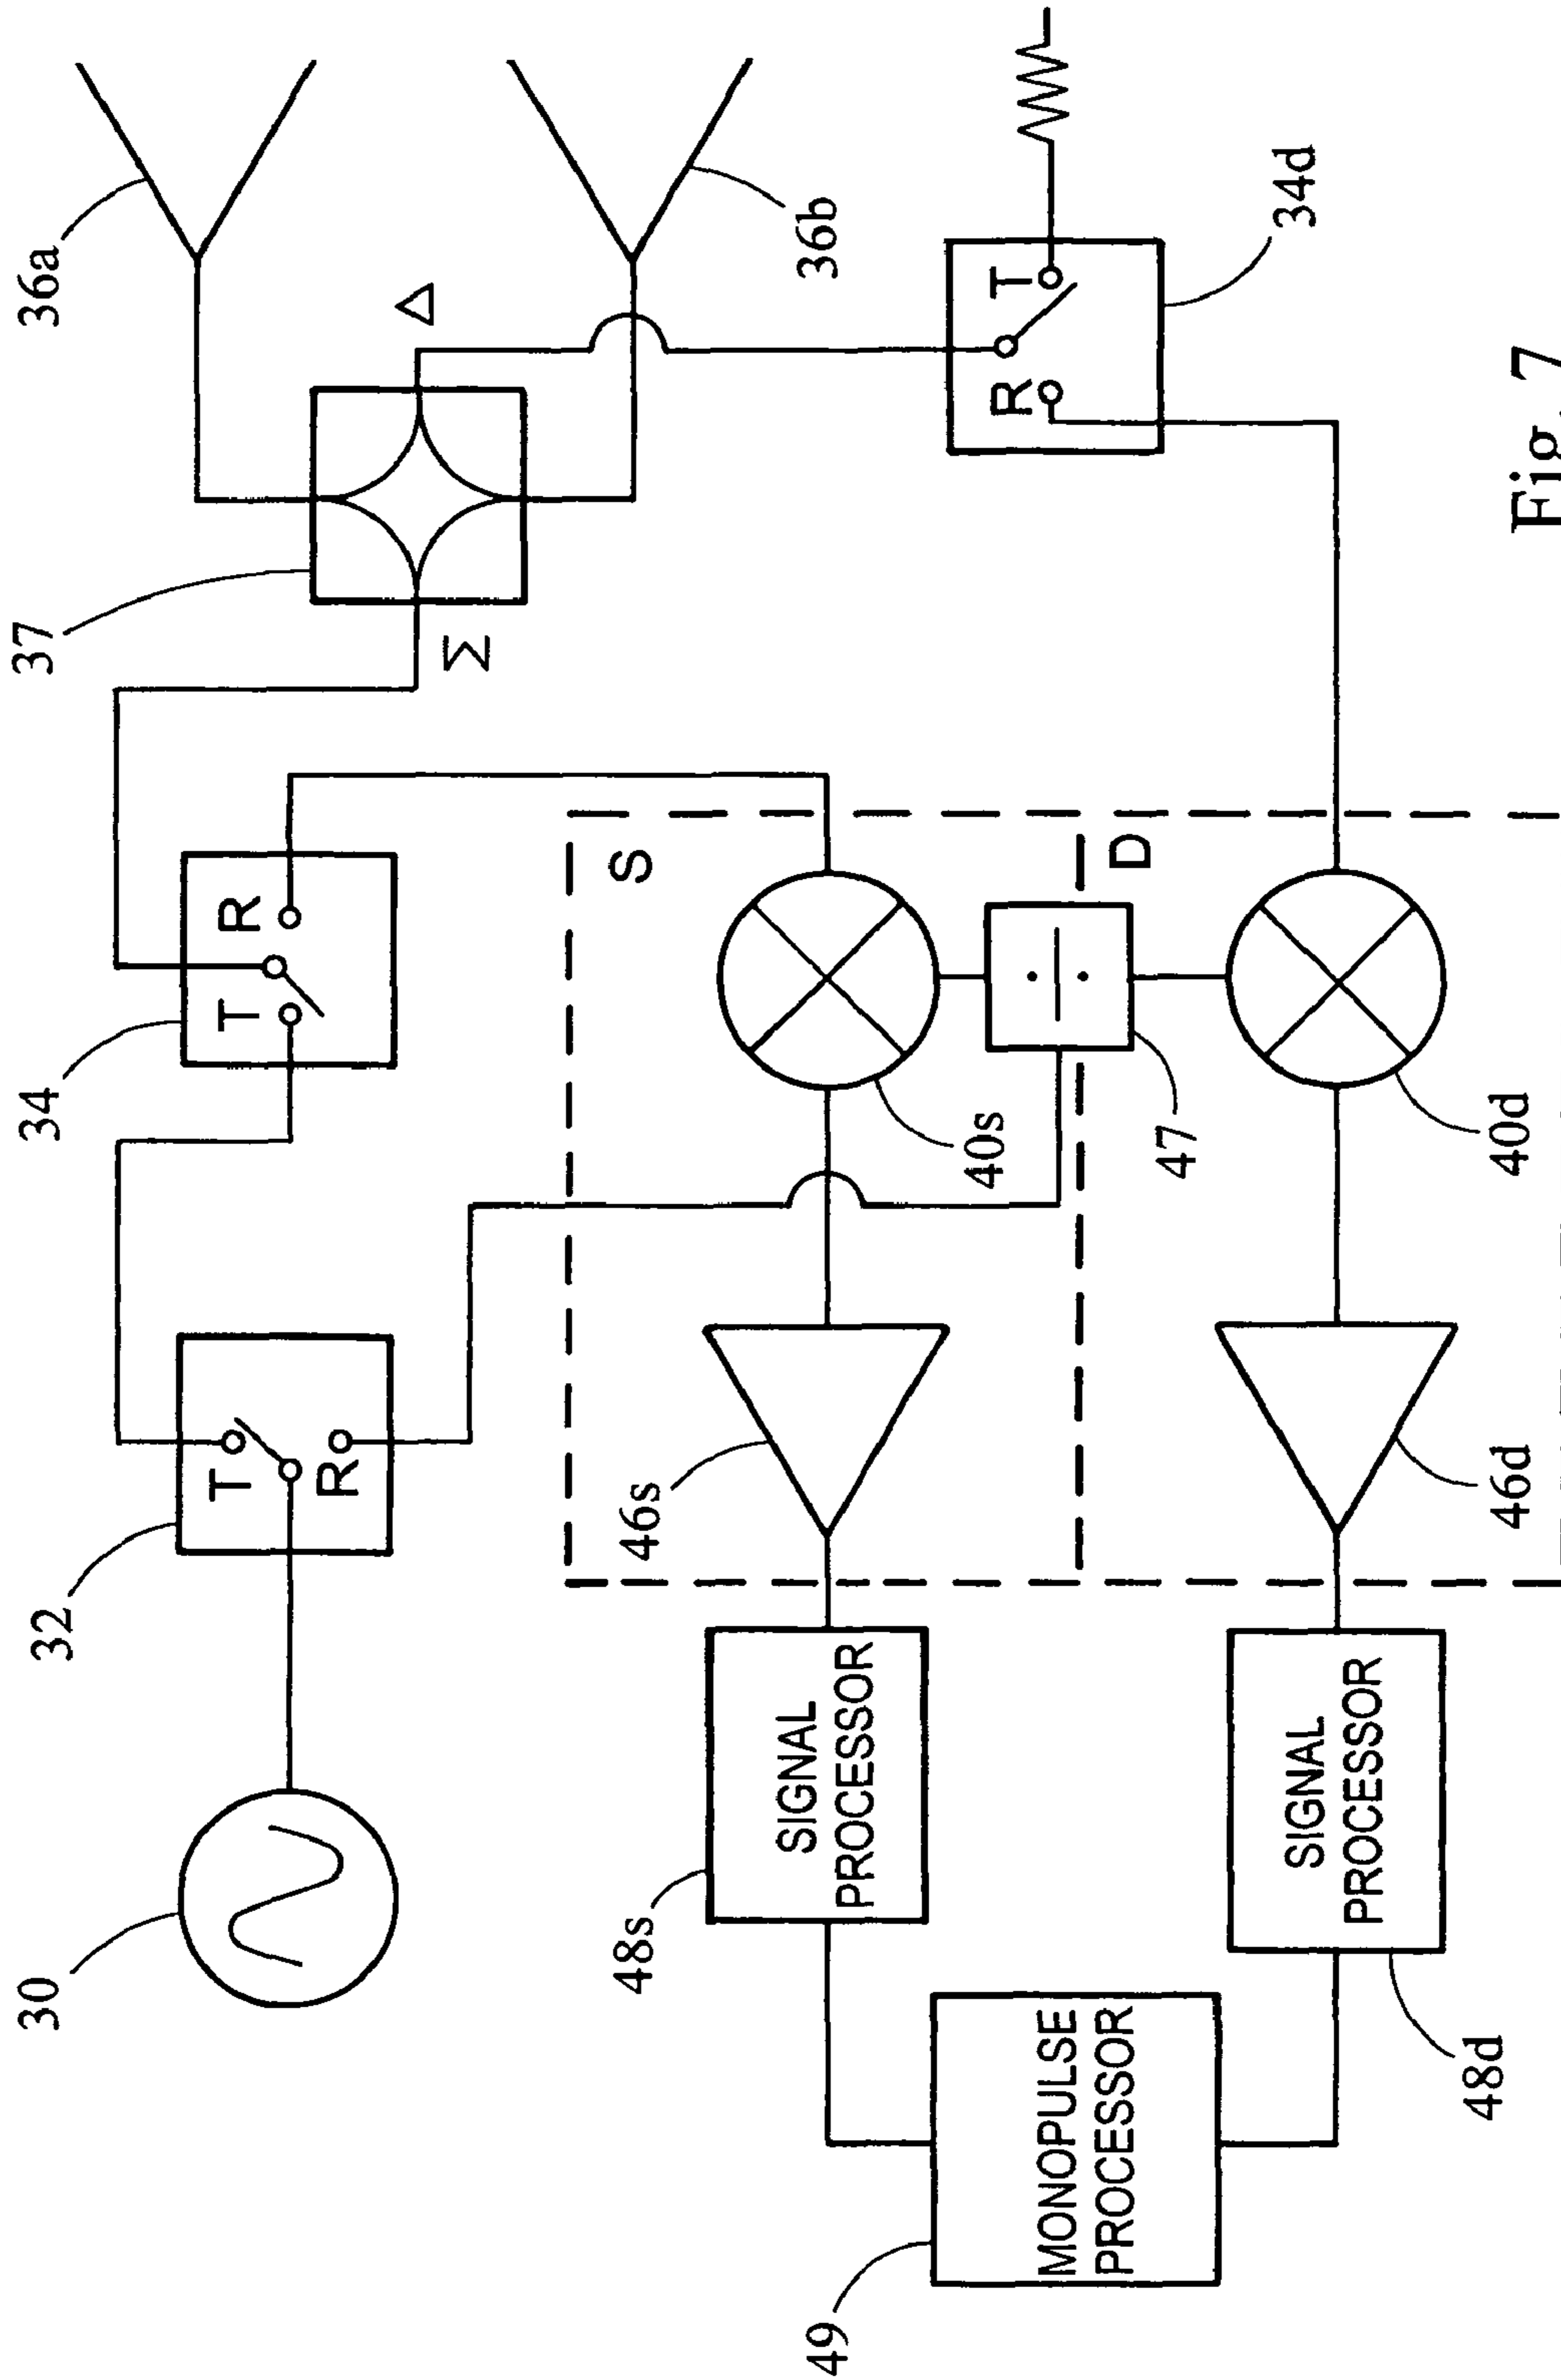 30
32
34
37
36a
T
R
T
R
Δ
Σ
S
48s
46s
36b
SIGNAL
PROCESSOR
49
40s
R
T
MONOPULSE
PROCESSOR
÷
D
47
34d
SIGNAL
PROCESSOR
48d
46d
40d
Fig. 7